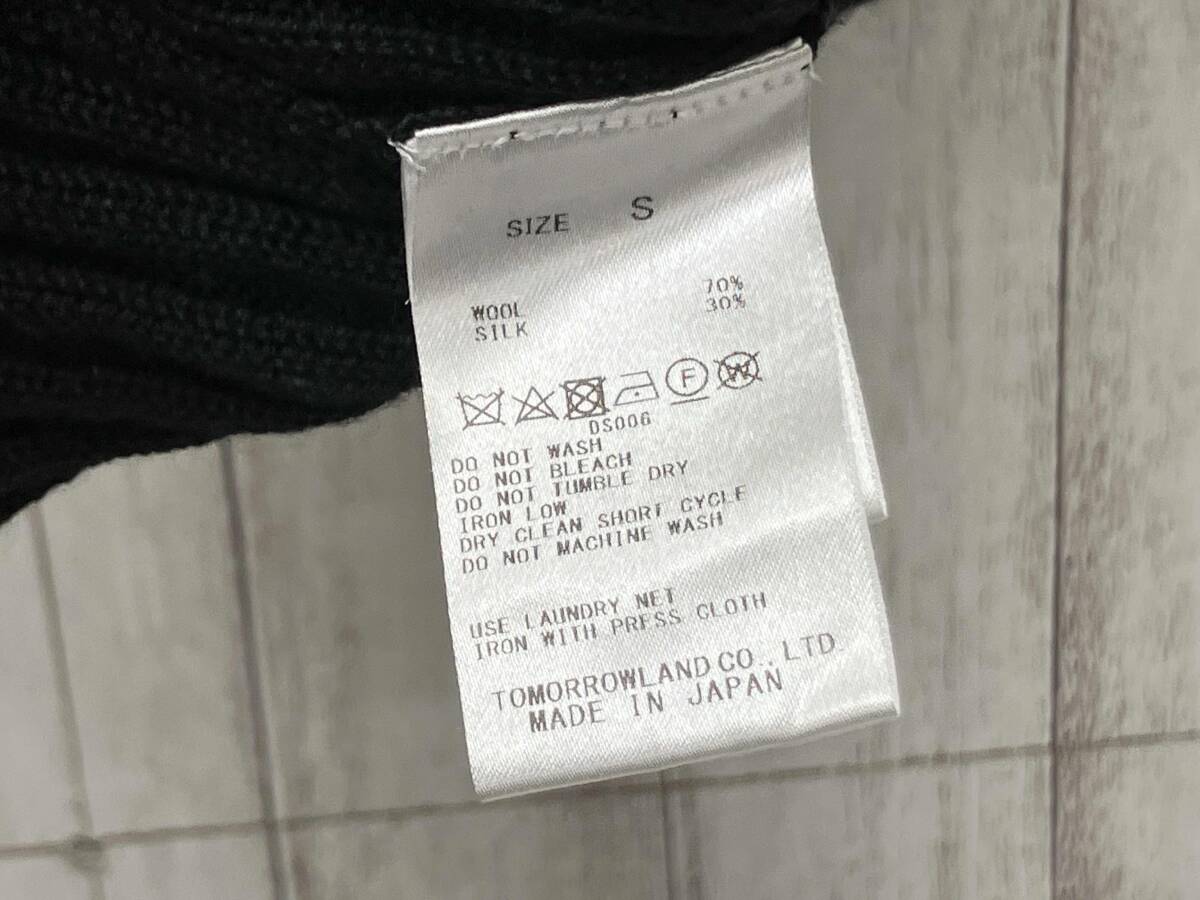 SIZE S
WOOL 70%
SILK 30%
F W
DS006
DO NOT WASH
DO NOT BLEACH
DO NOT TUMBLE DRY
IRON LOW
DRY CLEAN SHORT CYCLE
DO NOT MACHINE WASH
USE LAUNDRY NET
IRON WITH PRESS CLOTH
TOMORROWLAND CO., LTD.
MADE IN JAPAN